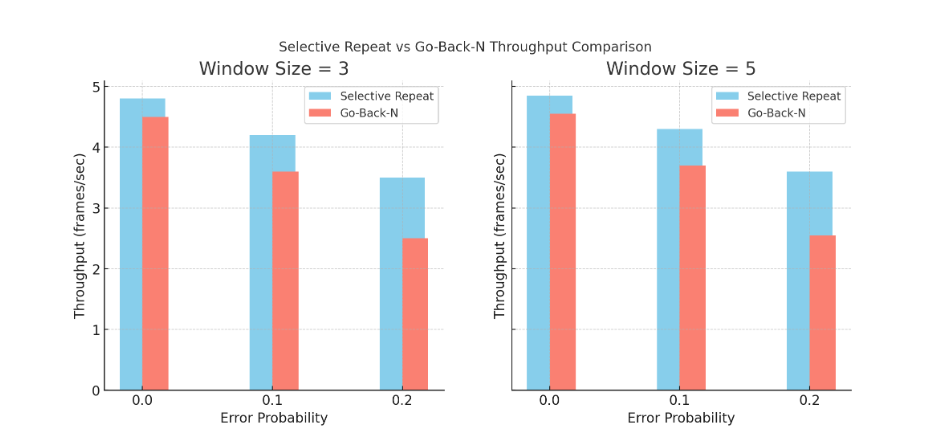 Selective Repeat vs Go-Back-N Throughput Comparison
Window Size = 3
Selective Repeat
Go-Back-N
Throughput (frames/sec)
5
4
3
2
1
0
0.0 0.1 0.2
Error Probability
Window Size = 5
Selective Repeat
Go-Back-N
Throughput (frames/sec)
0.0 0.1 0.2
Error Probability